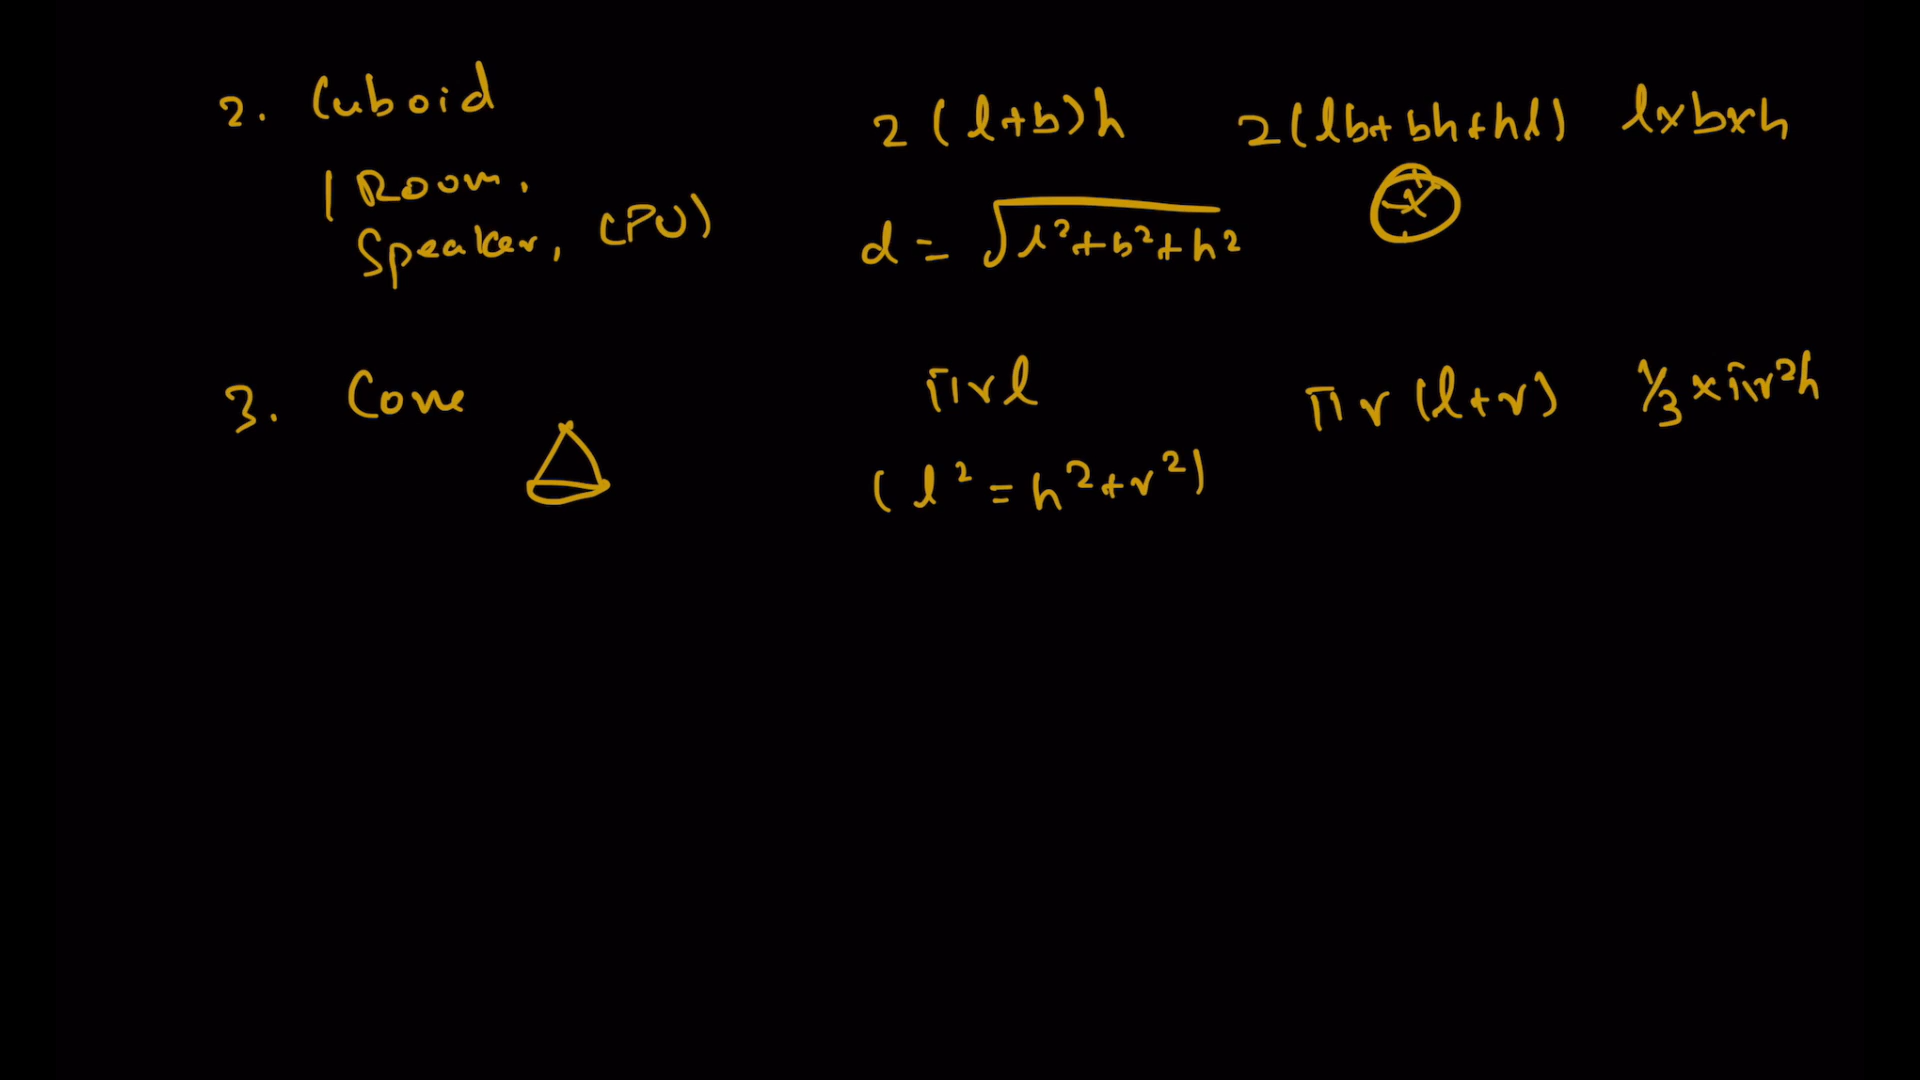 2. Cuboid 2(l+b)h 2(lb+bh+hl) l×b×h
(Room,
Speaker, CPU) d = √l²+b²+h²
3. Cone πrl πr(l+r) ⅓×πr²h
(l²=h²+r²)